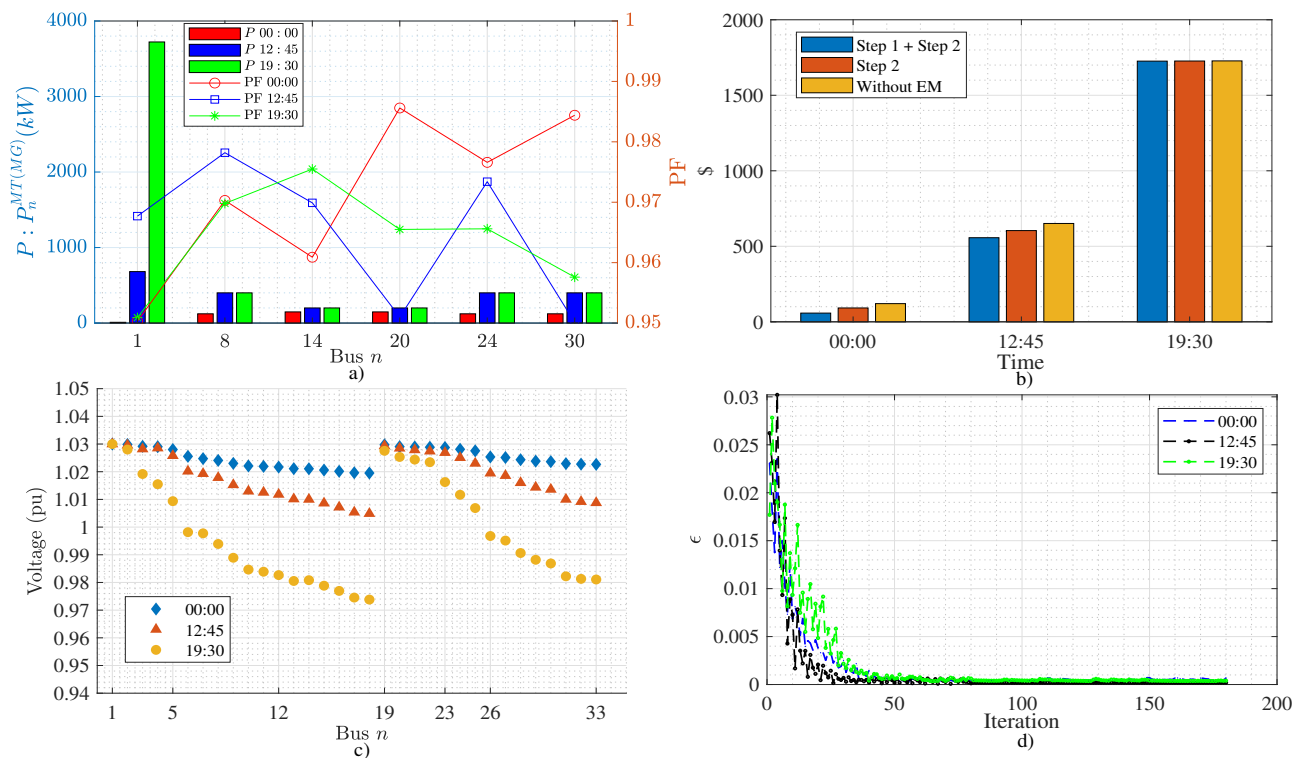 4000
3000
2000
1000
0
P : P_n^{MT(MG)}(kW)
P 00 : 00
P 12 : 45
P 19 : 30
PF 00:00
PF 12:45
PF 19:30
1
0.99
0.98
0.97
0.96
0.95
PF
1 8 14 20 24 30
Bus n
a)
2000
1500
1000
500
0
$
Step 1 + Step 2
Step 2
Without EM
00:00 12:45 19:30
Time
b)
1.05
1.04
1.03
1.02
1.01
1
0.99
0.98
0.97
0.96
0.95
0.94
Voltage (pu)
00:00
12:45
19:30
1 5 12 19 23 26 33
Bus n
c)
0.03
0.025
0.02
0.015
0.01
0.005
0
ϵ
00:00
12:45
19:30
0 50 100 150 200
Iteration
d)